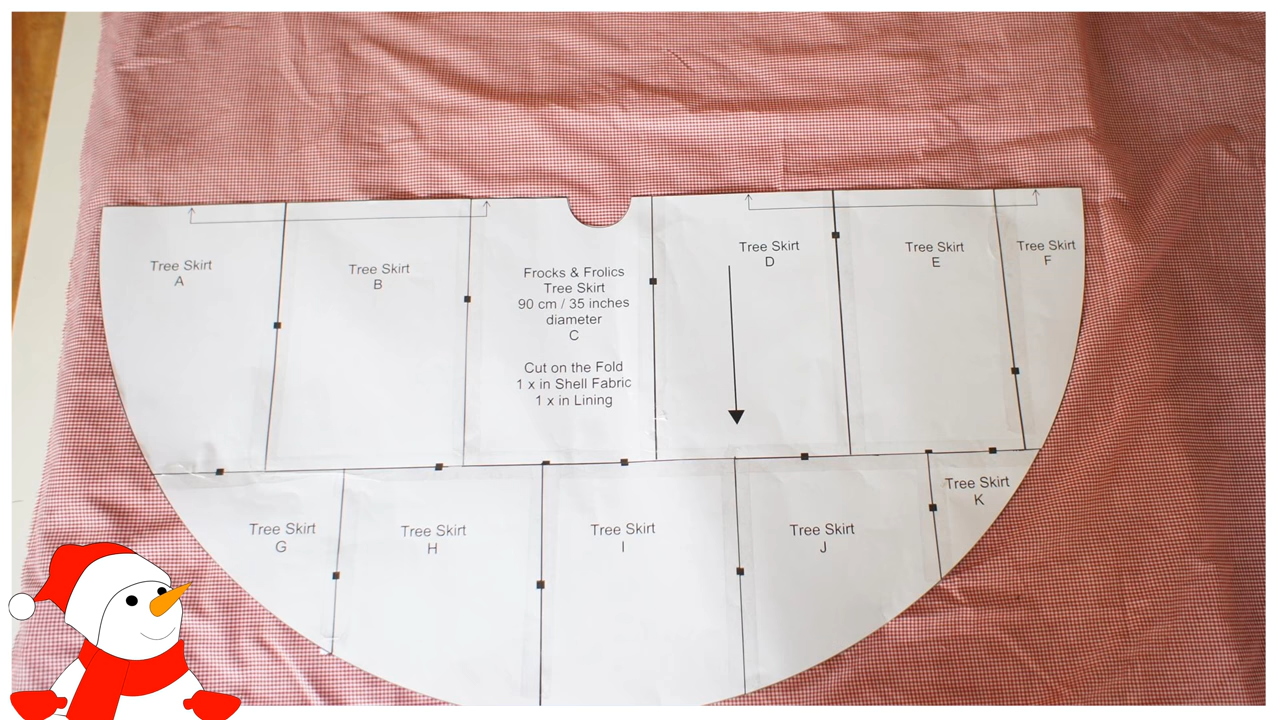 Tree Skirt
A
Tree Skirt
B
Frocks & Frolics
Tree Skirt
90 cm / 35 inches
diameter
C
Cut on the Fold
1 x in Shell Fabric
1 x in Lining
Tree Skirt
D
Tree Skirt
E
Tree Skirt
F
Tree Skirt
G
Tree Skirt
H
Tree Skirt
I
Tree Skirt
J
Tree Skirt
K